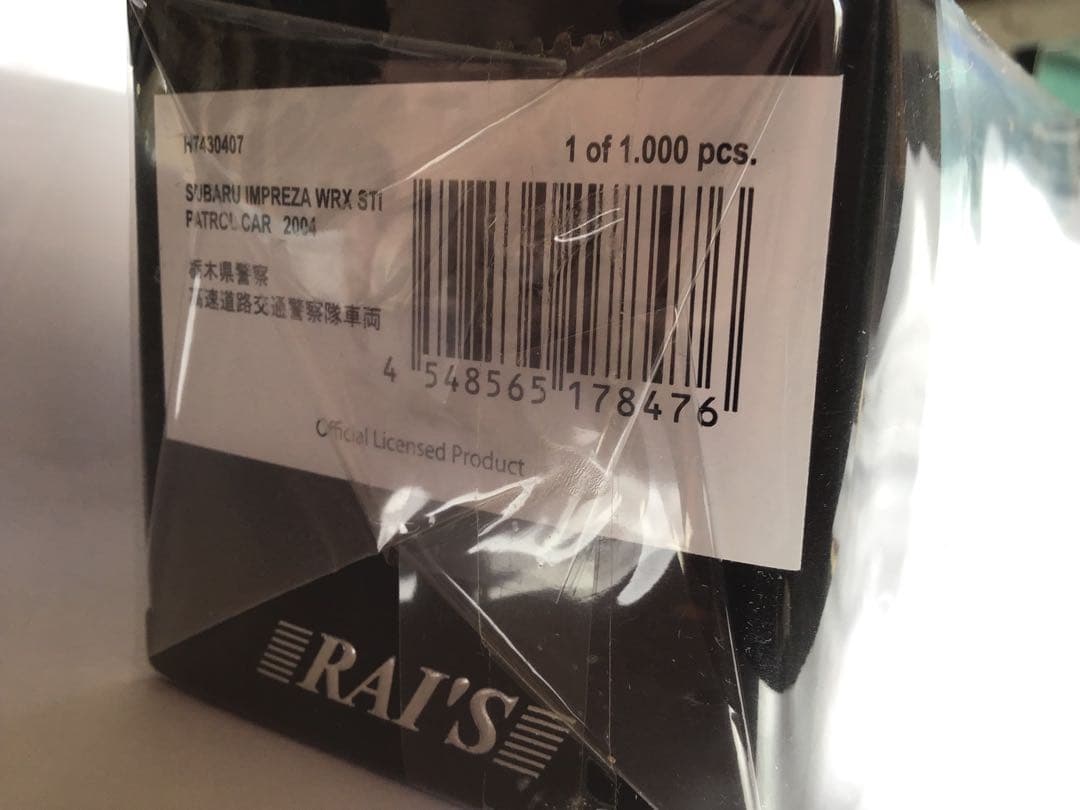 H7430407
1 of 1.000 pcs.
SUBARU IMPREZA WRX STI
PATROL CAR 2004
栃木県警察
高速道路交通警察隊車両
4 548565 178476
Official Licensed Product
RAI'S